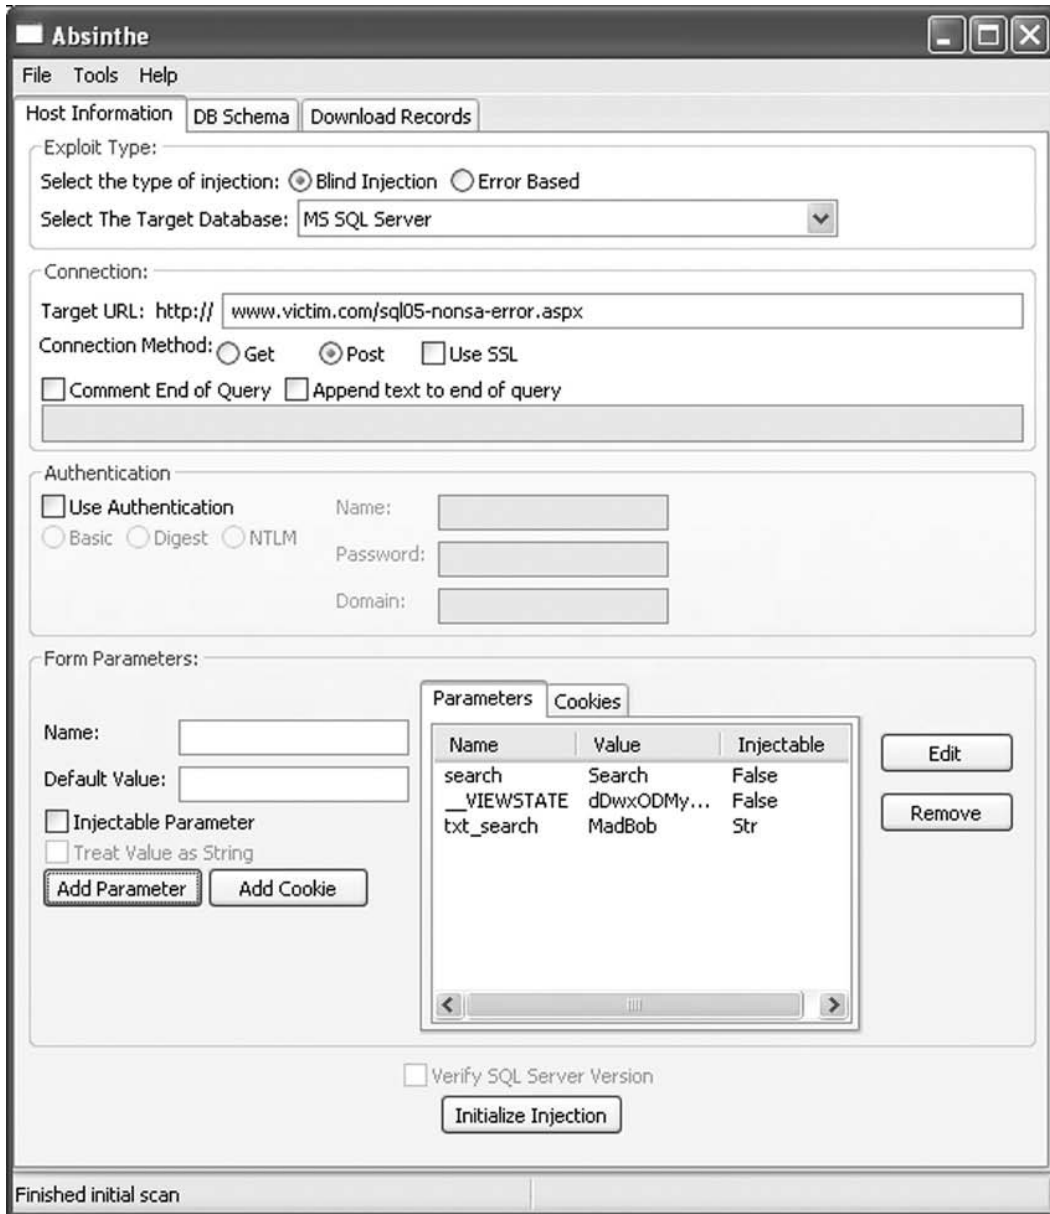 Absinthe
File Tools Help
Host Information DB Schema Download Records
Exploit Type:
Select the type of injection: Blind Injection Error Based
Select The Target Database: MS SQL Server
Connection:
Target URL: http:// www.victim.com/sql05-nonsa-error.aspx
Connection Method: Get Post Use SSL
Comment End of Query Append text to end of query
Authentication
Use Authentication Name:
Basic Digest NTLM
Password:
Domain:
Form Parameters:
Parameters Cookies
Name:
Name Value Injectable
Edit
Default Value:
search Search False
__VIEWSTATE dDwxODMy... False
Remove
Injectable Parameter
txt_search MadBob Str
Treat Value as String
Add Parameter Add Cookie
Verify SQL Server Version
Initialize Injection
Finished initial scan